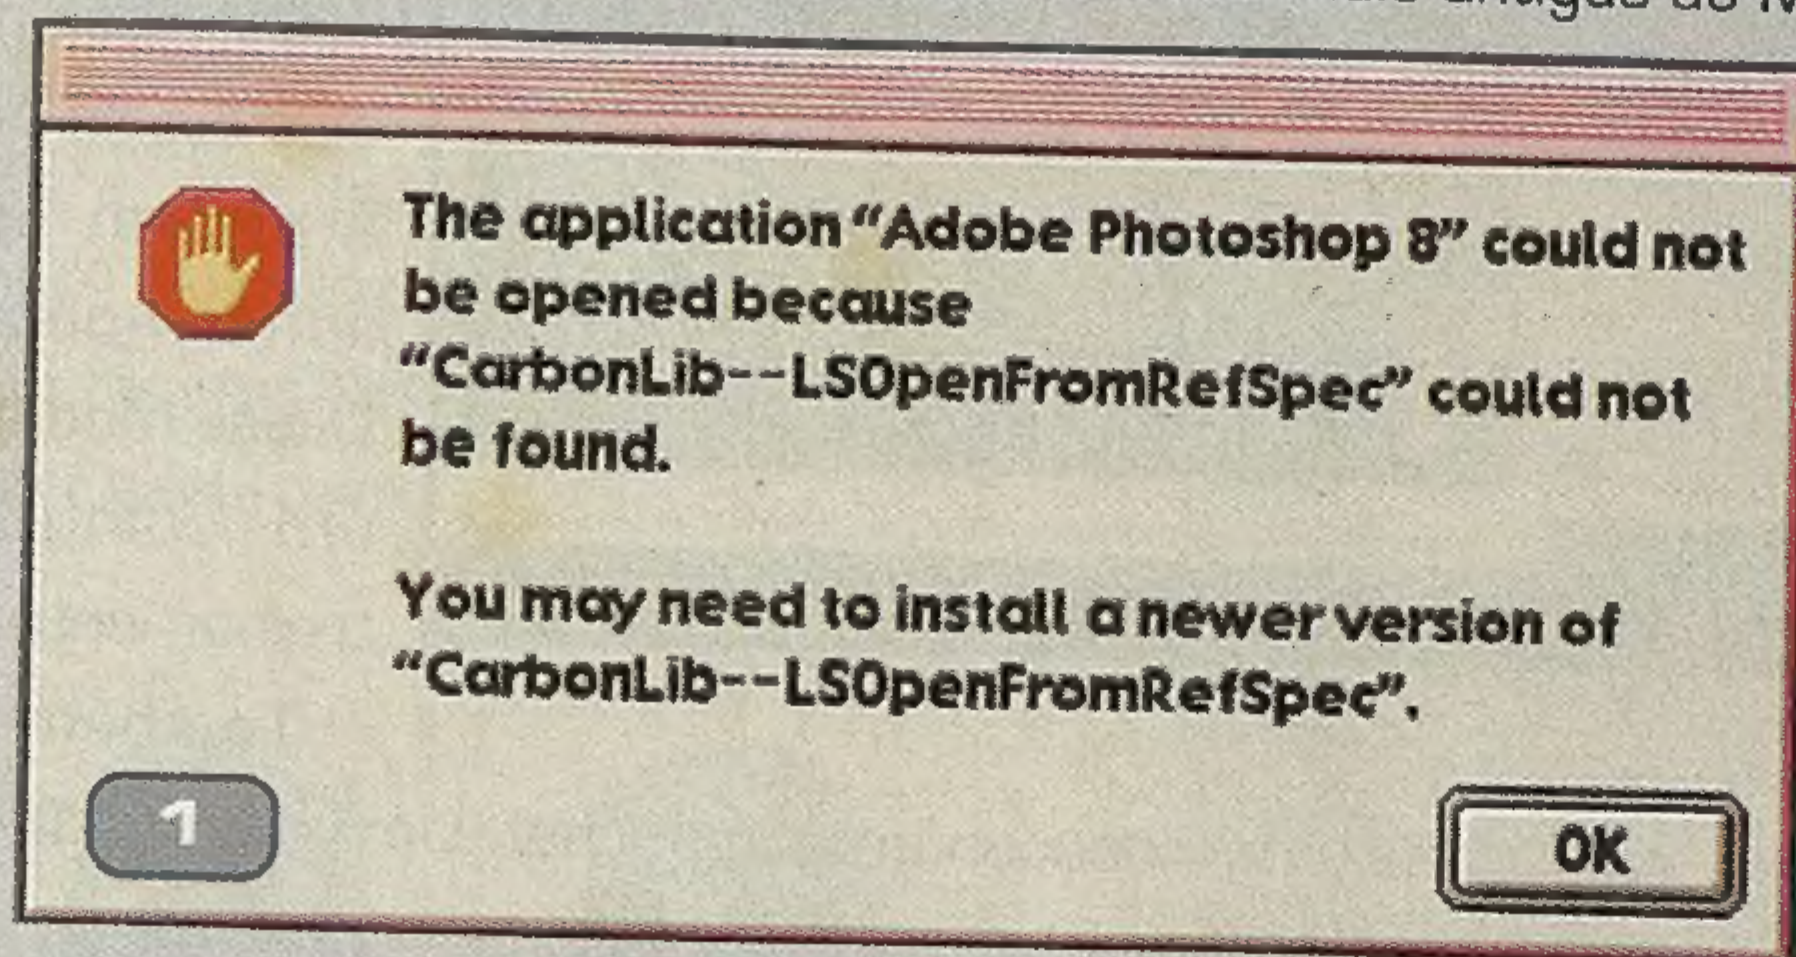 The application “Adobe Photoshop 8” could not
be opened because
“CarbonLib--LSOpenFromRefSpec” could not
be found.
You may need to install a newer version of
“CarbonLib--LSOpenFromRefSpec”.
1
OK